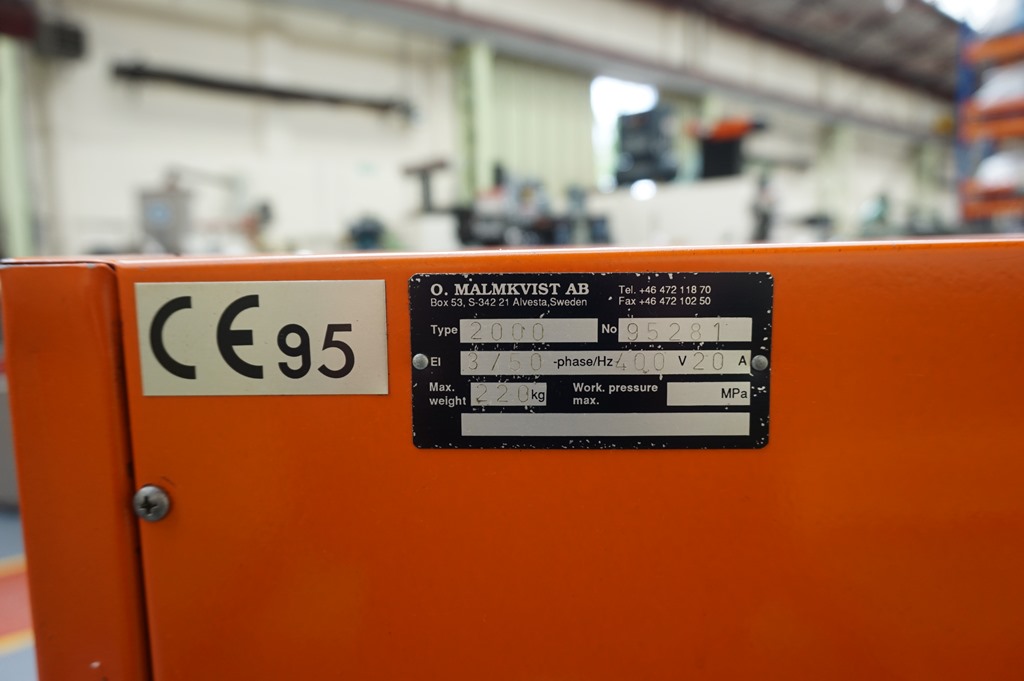 CE 95
O. MALMKVIST AB
Box 53, S-342 21 Alvesta,Sweden
Tel. +46 472 118 70
Fax +46 472 102 50
Type 2000 No 95281
El 3/50 -phase/Hz 400 V 20 A
Max. weight 220 kg
Work. pressure max. MPa